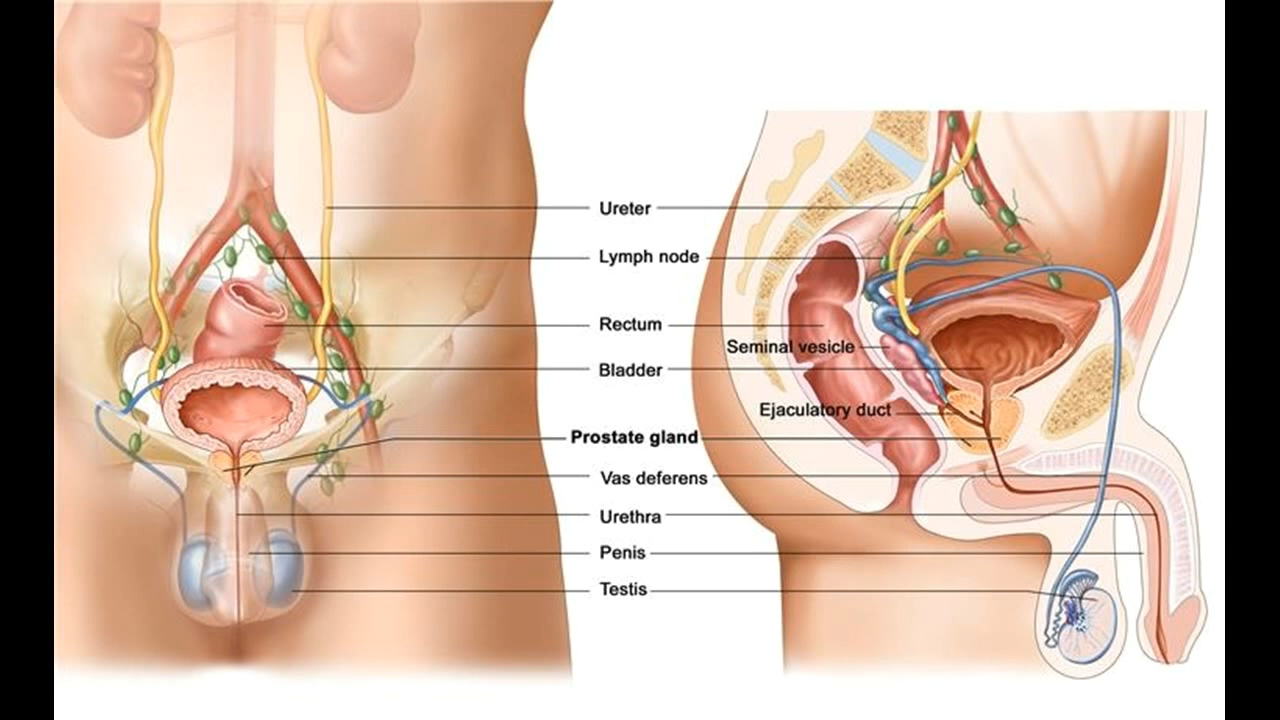 Ureter
Lymph node
Rectum
Seminal vesicle
Bladder
Ejaculatory duct
Prostate gland
Vas deferens
Urethra
Penis
Testis